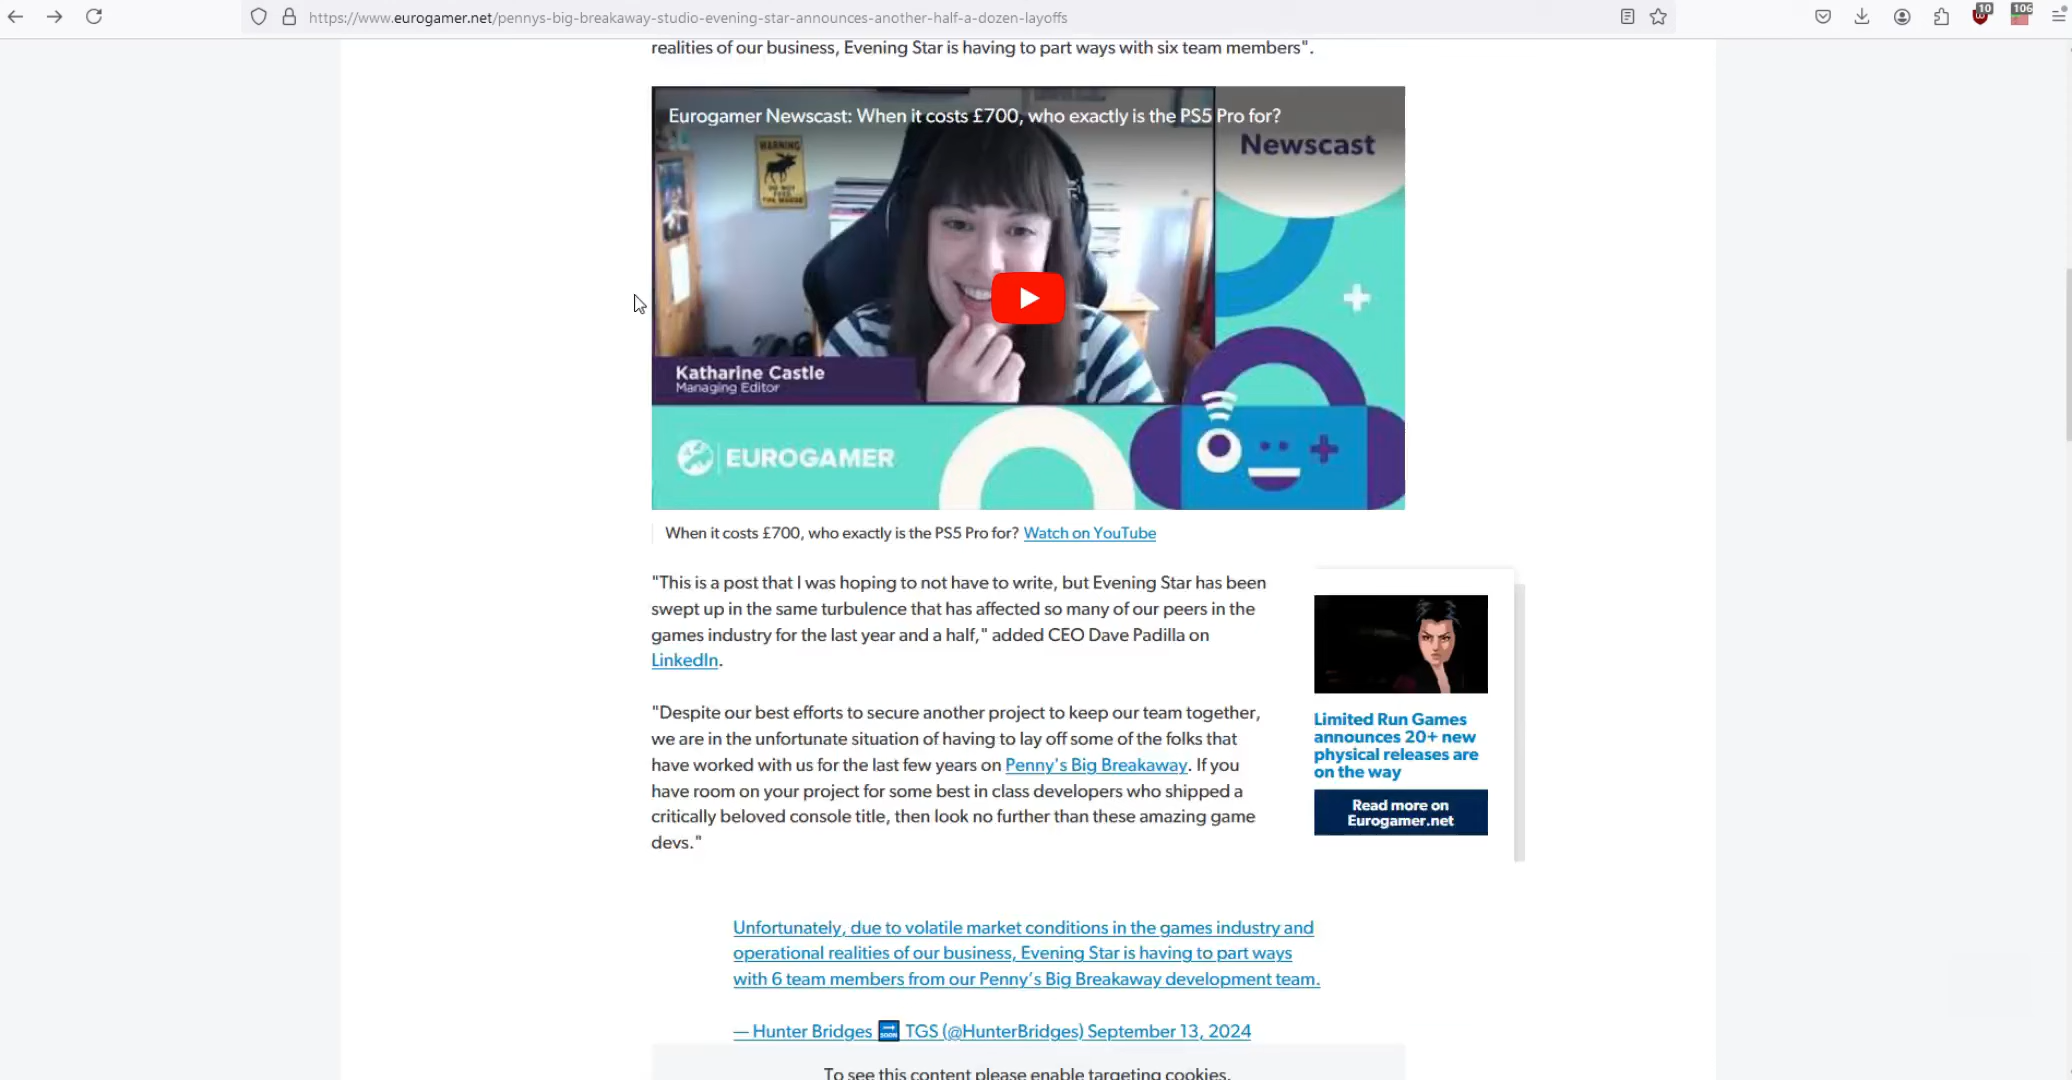 https://www.eurogamer.net/pennys-big-breakaway-studio-evening-star-announces-another-half-a-dozen-layoffs
10
106
realities of our business, Evening Star is having to part ways with six team members".
Eurogamer Newscast: When it costs £700, who exactly is the PS5 Pro for?
Newscast
WARNING
DO NOT
FEED THE MOOSE
Katharine Castle
Managing Editor
EUROGAMER
When it costs £700, who exactly is the PS5 Pro for? Watch on YouTube
"This is a post that I was hoping to not have to write, but Evening Star has been
swept up in the same turbulence that has affected so many of our peers in the
games industry for the last year and a half," added CEO Dave Padilla on
LinkedIn.
"Despite our best efforts to secure another project to keep our team together,
we are in the unfortunate situation of having to lay off some of the folks that
have worked with us for the last few years on Penny's Big Breakaway. If you
have room on your project for some best in class developers who shipped a
critically beloved console title, then look no further than these amazing game
devs."
Limited Run Games
announces 20+ new
physical releases are
on the way
Read more on
Eurogamer.net
Unfortunately, due to volatile market conditions in the games industry and
operational realities of our business, Evening Star is having to part ways
with 6 team members from our Penny’s Big Breakaway development team.
— Hunter Bridges 🔜 TGS (@HunterBridges) September 13, 2024
To see this content please enable targeting cookies.